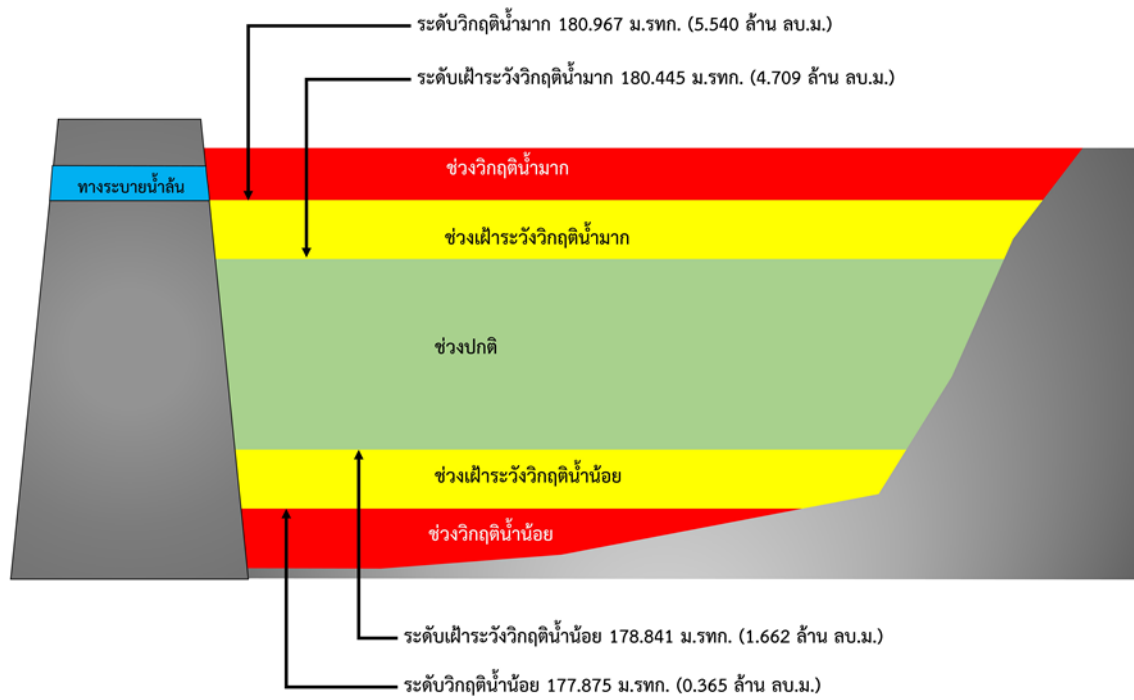 ระดับวิกฤติน้ำมาก 180.967 ม.รทก. (5.540 ล้าน ลบ.ม.)
ระดับเฝ้าระวังวิกฤติน้ำมาก 180.445 ม.รทก. (4.709 ล้าน ลบ.ม.)
ช่วงวิกฤติน้ำมาก
ทางระบายน้ำล้น
ช่วงเฝ้าระวังวิกฤติน้ำมาก
ช่วงปกติ
ช่วงเฝ้าระวังวิกฤติน้ำน้อย
ช่วงวิกฤติน้ำน้อย
ระดับเฝ้าระวังวิกฤติน้ำน้อย 178.841 ม.รทก. (1.662 ล้าน ลบ.ม.)
ระดับวิกฤติน้ำน้อย 177.875 ม.รทก. (0.365 ล้าน ลบ.ม.)